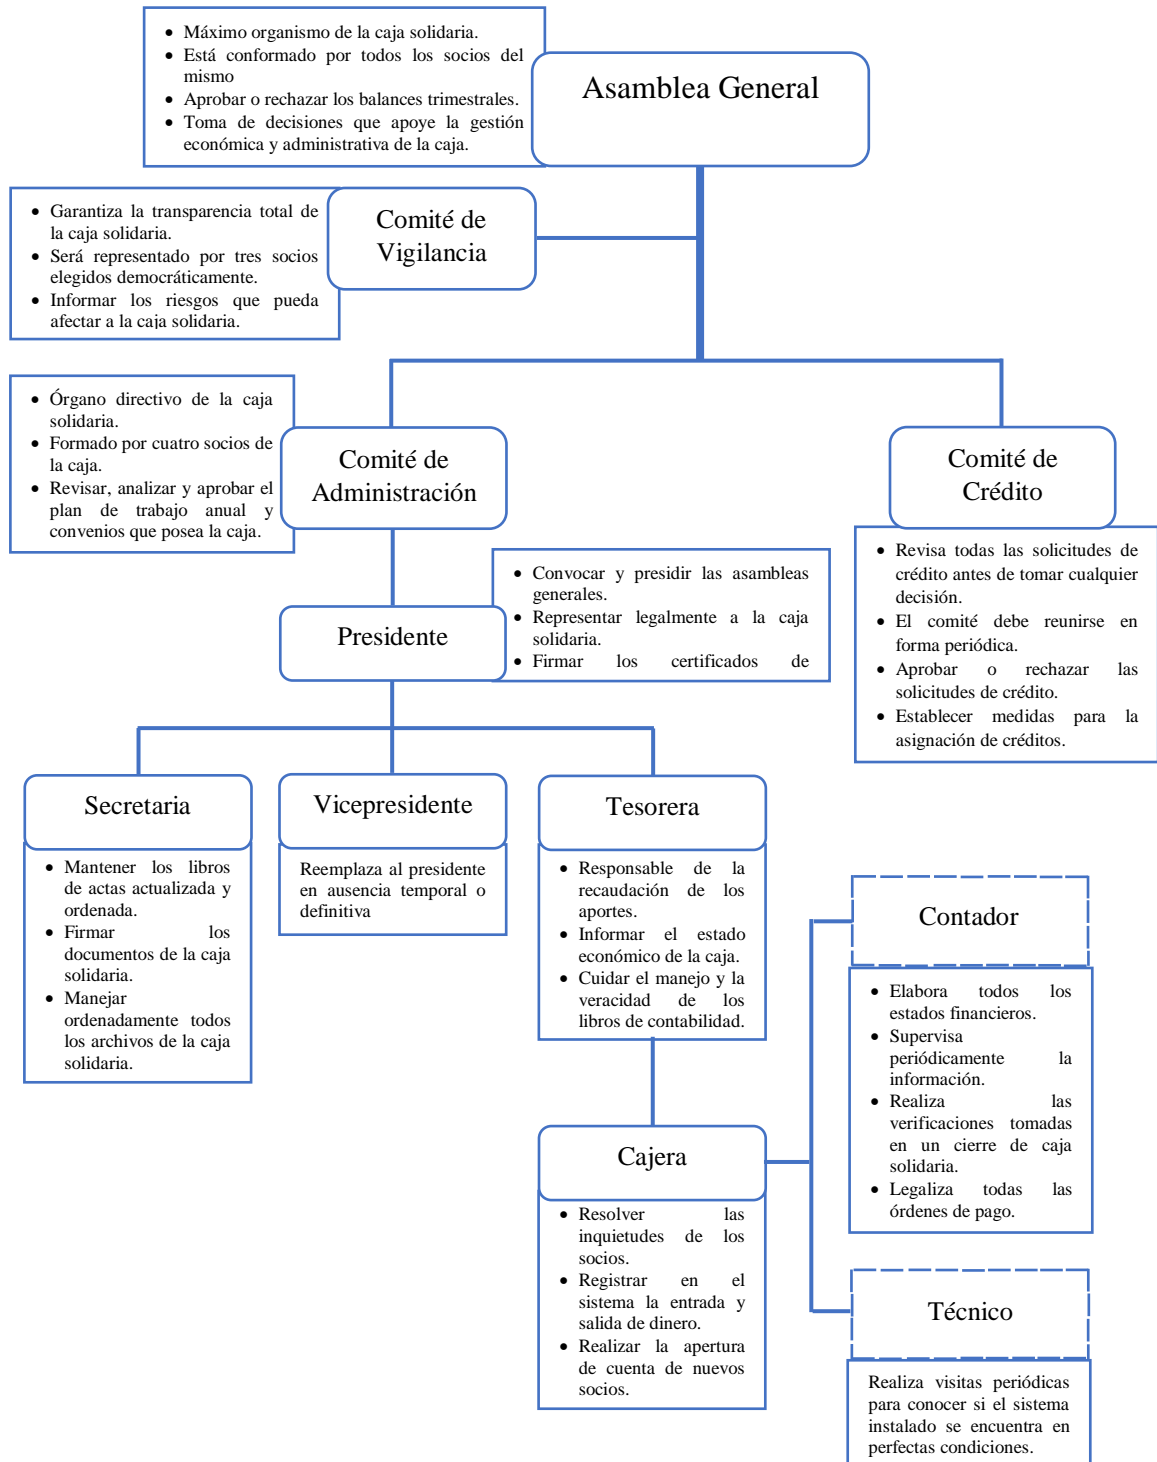 • Máximo organismo de la caja solidaria.
• Está conformado por todos los socios del
mismo
• Aprobar o rechazar los balances trimestrales.
• Toma de decisiones que apoye la gestión
económica y administrativa de la caja.
Asamblea General
• Garantiza la transparencia total de
la caja solidaria.
• Será representado por tres socios
elegidos democráticamente.
• Informar los riesgos que pueda
afectar a la caja solidaria.
Comité de
Vigilancia
• Órgano directivo de la caja
solidaria.
• Formado por cuatro socios de
la caja.
• Revisar, analizar y aprobar el
plan de trabajo anual y
convenios que posea la caja.
Comité de
Administración
Comité de
Crédito
• Revisa todas las solicitudes de
crédito antes de tomar cualquier
decisión.
• El comité debe reunirse en
forma periódica.
• Aprobar o rechazar las
solicitudes de crédito.
• Establecer medidas para la
asignación de créditos.
Presidente
• Convocar y presidir las asambleas
generales.
• Representar legalmente a la caja
solidaria.
• Firmar los certificados de
Secretaria
• Mantener los libros
de actas actualizada y
ordenada.
• Firmar los
documentos de la caja
solidaria.
• Manejar
ordenadamente todos
los archivos de la caja
solidaria.
Vicepresidente
Reemplaza al presidente
en ausencia temporal o
definitiva
Tesorera
• Responsable de la
recaudación de los
aportes.
• Informar el estado
económico de la caja.
• Cuidar el manejo y la
veracidad de los
libros de contabilidad.
Contador
• Elabora todos los
estados financieros.
• Supervisa
periódicamente la
información.
• Realiza las
verificaciones tomadas
en un cierre de caja
solidaria.
• Legaliza todas las
órdenes de pago.
Cajera
• Resolver las
inquietudes de los
socios.
• Registrar en el
sistema la entrada y
salida de dinero.
• Realizar la apertura
de cuenta de nuevos
socios.
Técnico
Realiza visitas periódicas
para conocer si el sistema
instalado se encuentra en
perfectas condiciones.